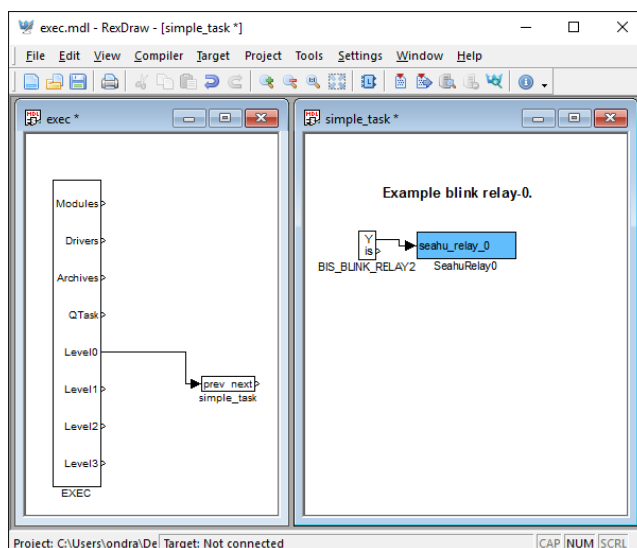 exec.mdl - RexDraw - [simple_task *]
File Edit View Compiler Target Project Tools Settings Window Help
exec *
Modules
Drivers
Archives
QTask
Level0
Level1
Level2
Level3
EXEC
prev next
simple_task
simple_task *
Example blink relay-0.
Y
is
BIS_BLINK_RELAY2
seahu_relay_0
SeahuRelay0
Project: C:\Users\ondra\De Target: Not connected CAP NUM SCRL